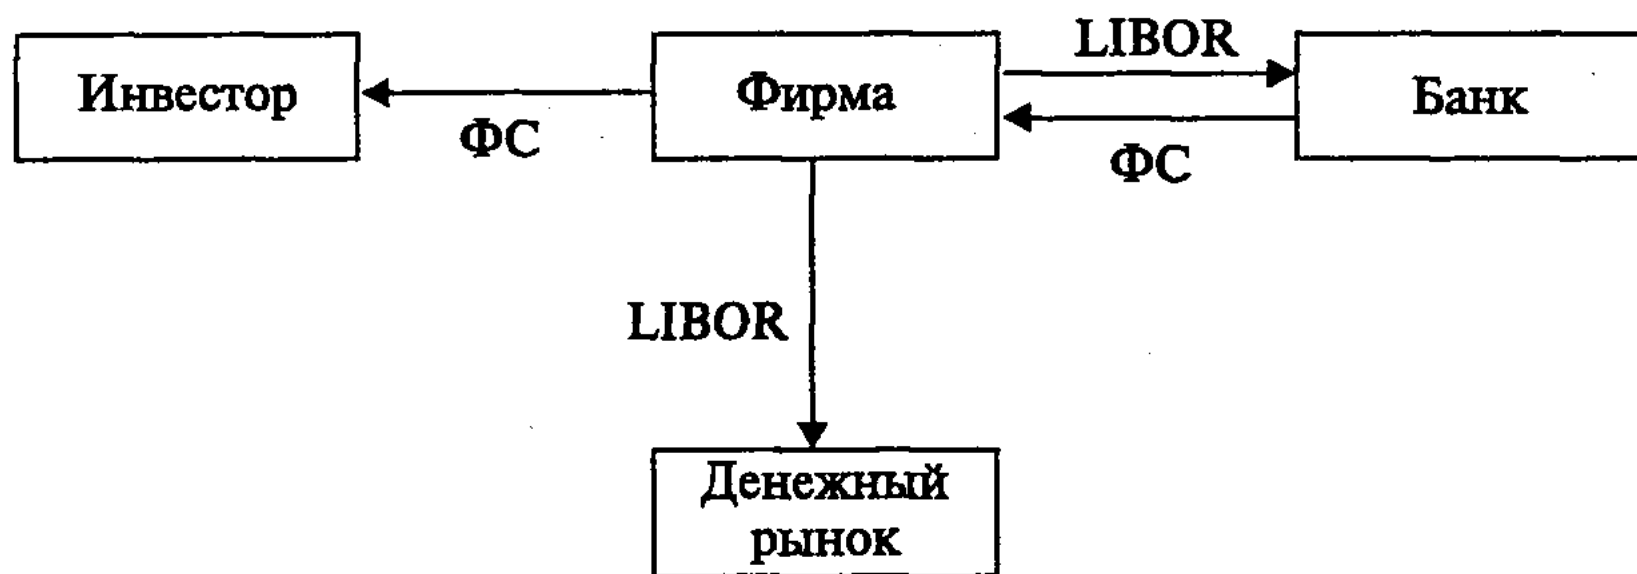 LIBOR
Инвестор
Фирма
Банк
ФС
ФС
LIBOR
Денежный
рынок